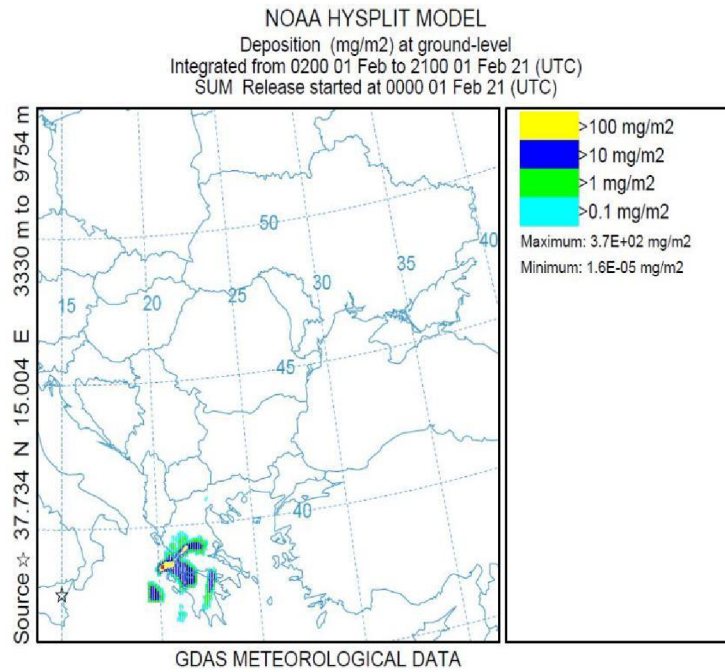 NOAA HYSPLIT MODEL
Deposition (mg/m2) at ground-level
Integrated from 0200 01 Feb to 2100 01 Feb 21 (UTC)
SUM Release started at 0000 01 Feb 21 (UTC)
Source ☆ 37.734 N 15.004 E 3330 m to 9754 m
>100 mg/m2
>10 mg/m2
>1 mg/m2
>0.1 mg/m2
Maximum: 3.7E+02 mg/m2
Minimum: 1.6E-05 mg/m2
50
40
35
30
25
20
15
45
40
GDAS METEOROLOGICAL DATA